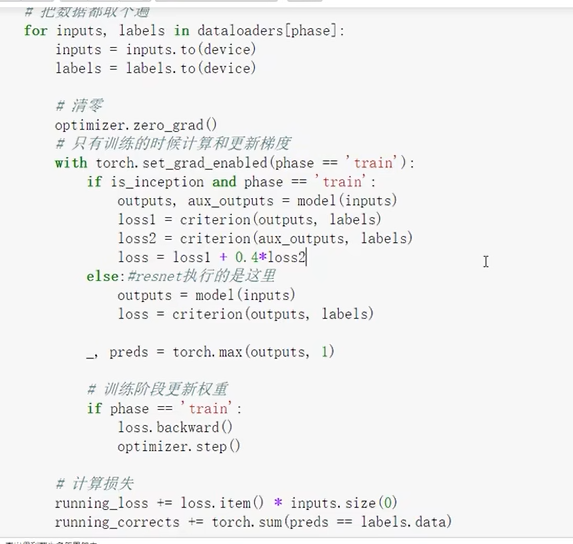 # 把数据都取个遍
for inputs, labels in dataloaders[phase]:
    inputs = inputs.to(device)
    labels = labels.to(device)

    # 清零
    optimizer.zero_grad()
    # 只有训练的时候计算和更新梯度
    with torch.set_grad_enabled(phase == 'train'):
        if is_inception and phase == 'train':
            outputs, aux_outputs = model(inputs)
            loss1 = criterion(outputs, labels)
            loss2 = criterion(aux_outputs, labels)
            loss = loss1 + 0.4*loss2
        else:#resnet执行的是这里
            outputs = model(inputs)
            loss = criterion(outputs, labels)

        _, preds = torch.max(outputs, 1)

        # 训练阶段更新权重
        if phase == 'train':
            loss.backward()
            optimizer.step()

    # 计算损失
    running_loss += loss.item() * inputs.size(0)
    running_corrects += torch.sum(preds == labels.data)